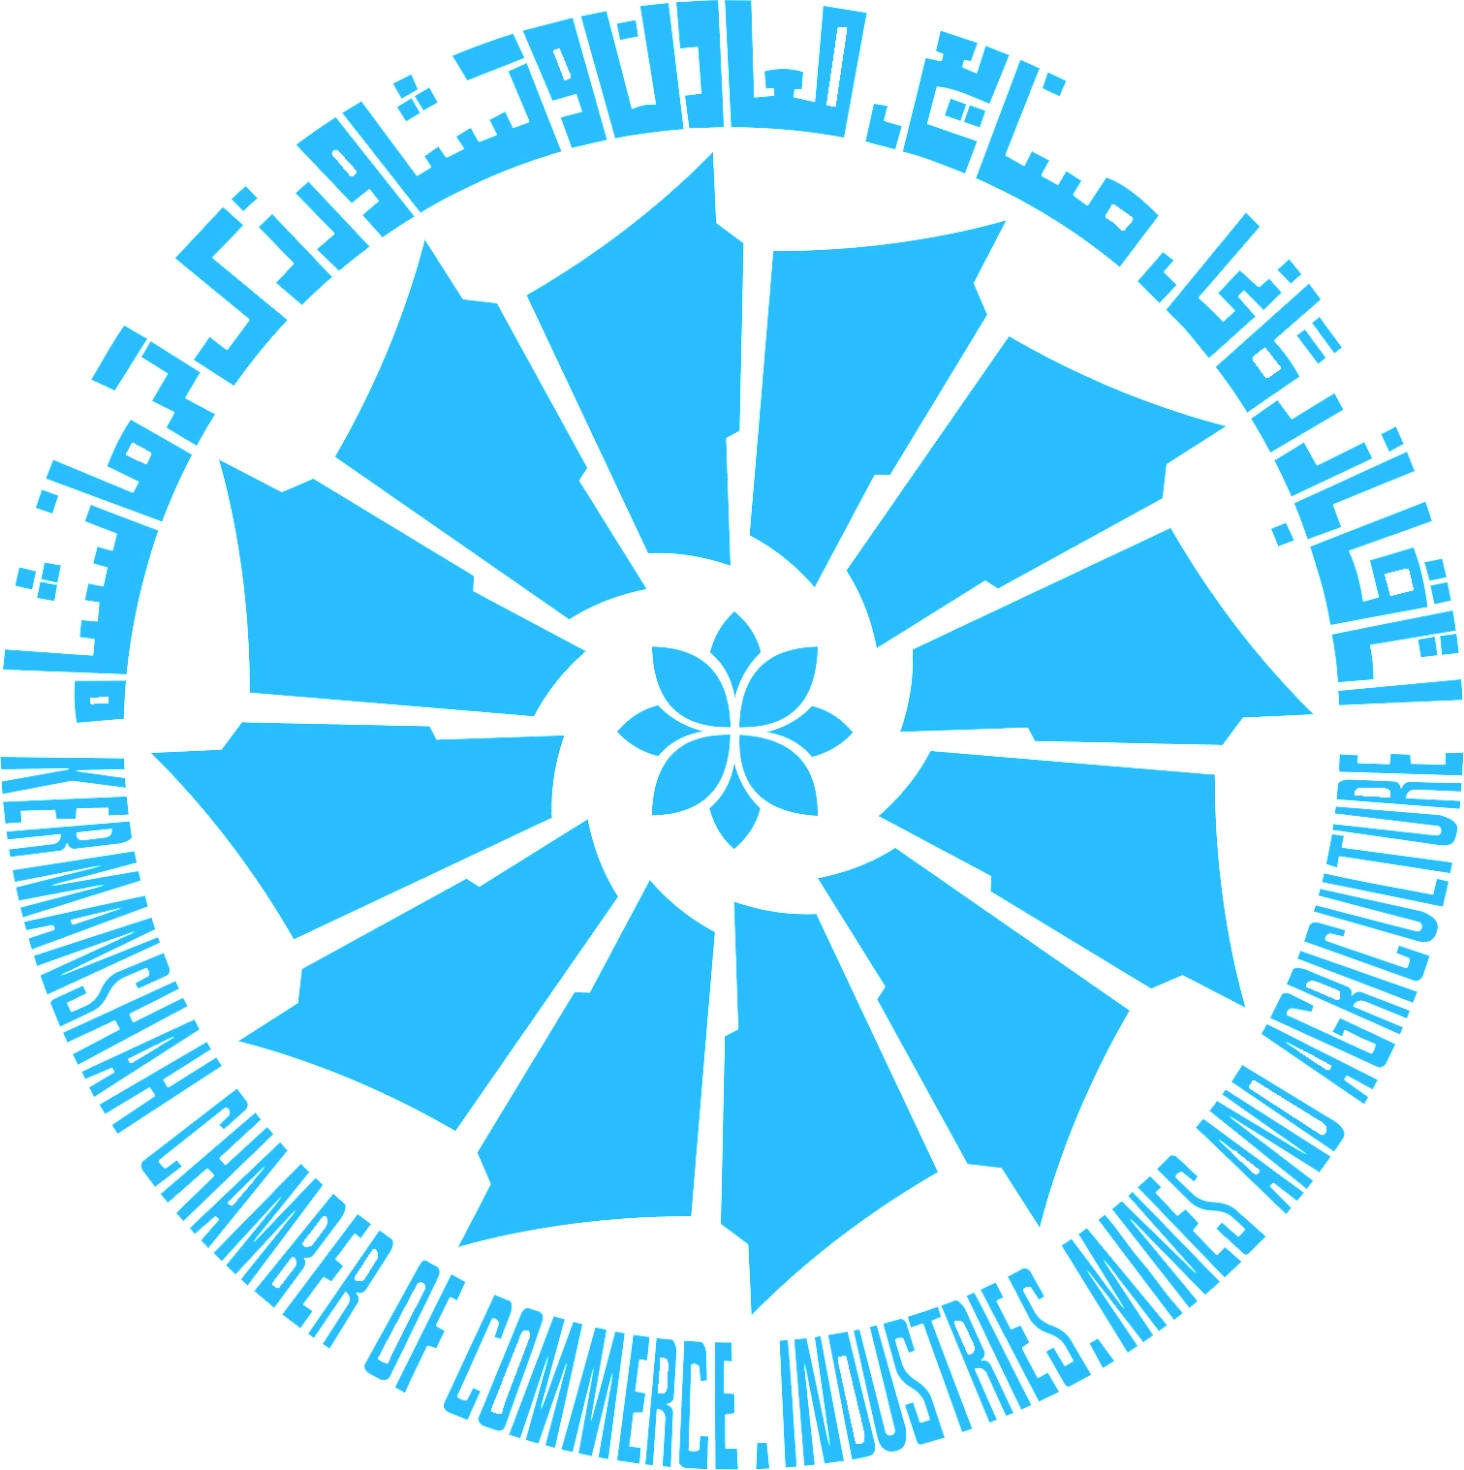 اتاق بازرگانی، صنایع، معادن و کشاورزی کرمانشاه
KERMANSHAH CHAMBER OF COMMERCE . INDUSTRIES . MINES AND AGRICULTURE